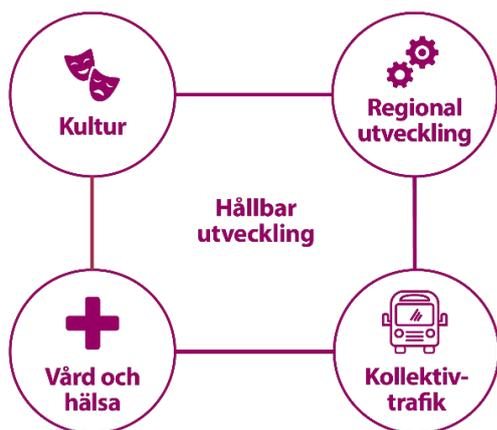 Kultur
Regional
utveckling
Hållbar
utveckling
Vård och
hälsa
Kollektiv-
trafik